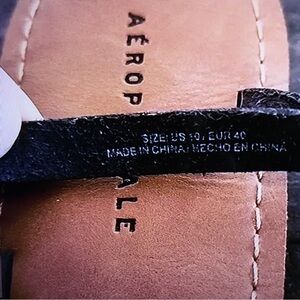 AÉROP
ALE
SIZE: US 10 / EUR 40
MADE IN CHINA / HECHO EN CHINA